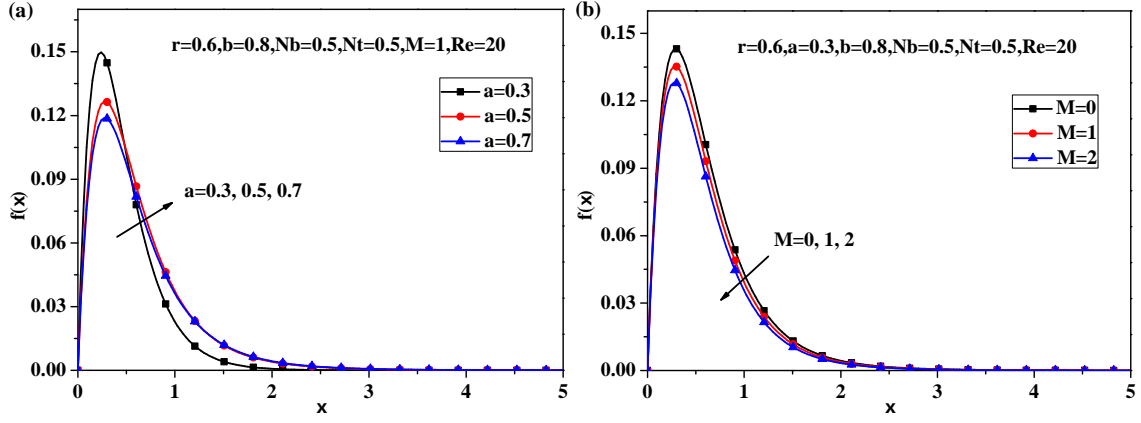 (a)
r=0.6,b=0.8,Nb=0.5,Nt=0.5,M=1,Re=20
a=0.3
a=0.5
a=0.7
a=0.3, 0.5, 0.7
f(x)
0.15
0.12
0.09
0.06
0.03
0.00
0 1 2 3 4 5
x
(b)
r=0.6,a=0.3,b=0.8,Nb=0.5,Nt=0.5,Re=20
M=0
M=1
M=2
M=0, 1, 2
f(x)
0.15
0.12
0.09
0.06
0.03
0.00
0 1 2 3 4 5
x